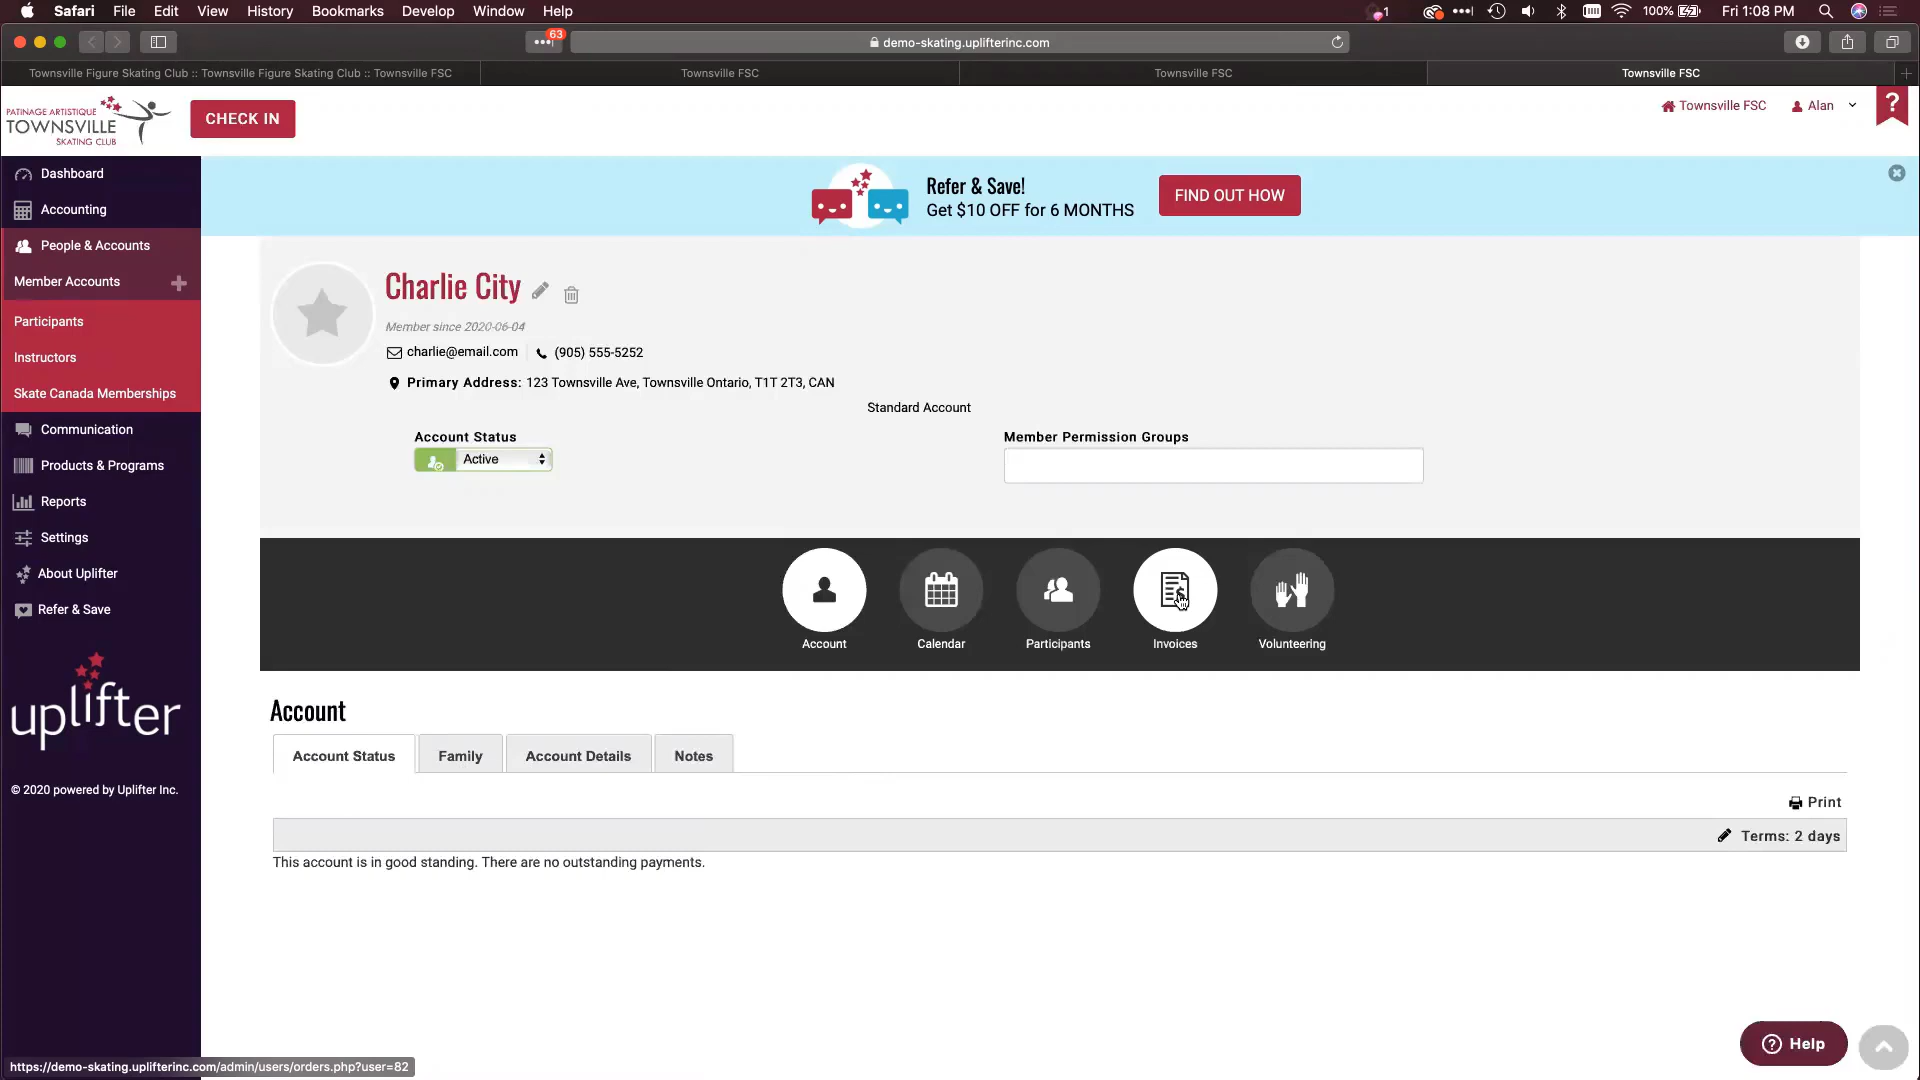 Safari File Edit View History Bookmarks Develop Window Help 1 100% Fri 1:08 PM
63
demo-skating.uplifterinc.com
Townsville Figure Skating Club :: Townsville Figure Skating Club :: Townsville FSC
Townsville FSC
Townsville FSC
Townsville FSC
PATINAGE ARTISTIQUE
TOWNSVILLE
SKATING CLUB
CHECK IN
Townsville FSC
Alan
?
Dashboard
Accounting
People & Accounts
Member Accounts
Participants
Instructors
Skate Canada Memberships
Communication
Products & Programs
Reports
Settings
About Uplifter
Refer & Save
uplifter
© 2020 powered by Uplifter Inc.
Refer & Save!
Get $10 OFF for 6 MONTHS
FIND OUT HOW
Charlie City
Member since 2020-06-04
charlie@email.com
(905) 555-5252
Primary Address: 123 Townsville Ave, Townsville Ontario, T1T 2T3, CAN
Standard Account
Account Status
Active
Member Permission Groups
Account
Calendar
Participants
Invoices
Volunteering
Account
Account Status
Family
Account Details
Notes
Print
Terms: 2 days
This account is in good standing. There are no outstanding payments.
Help
https://demo-skating.uplifterinc.com/admin/users/orders.php?user=82